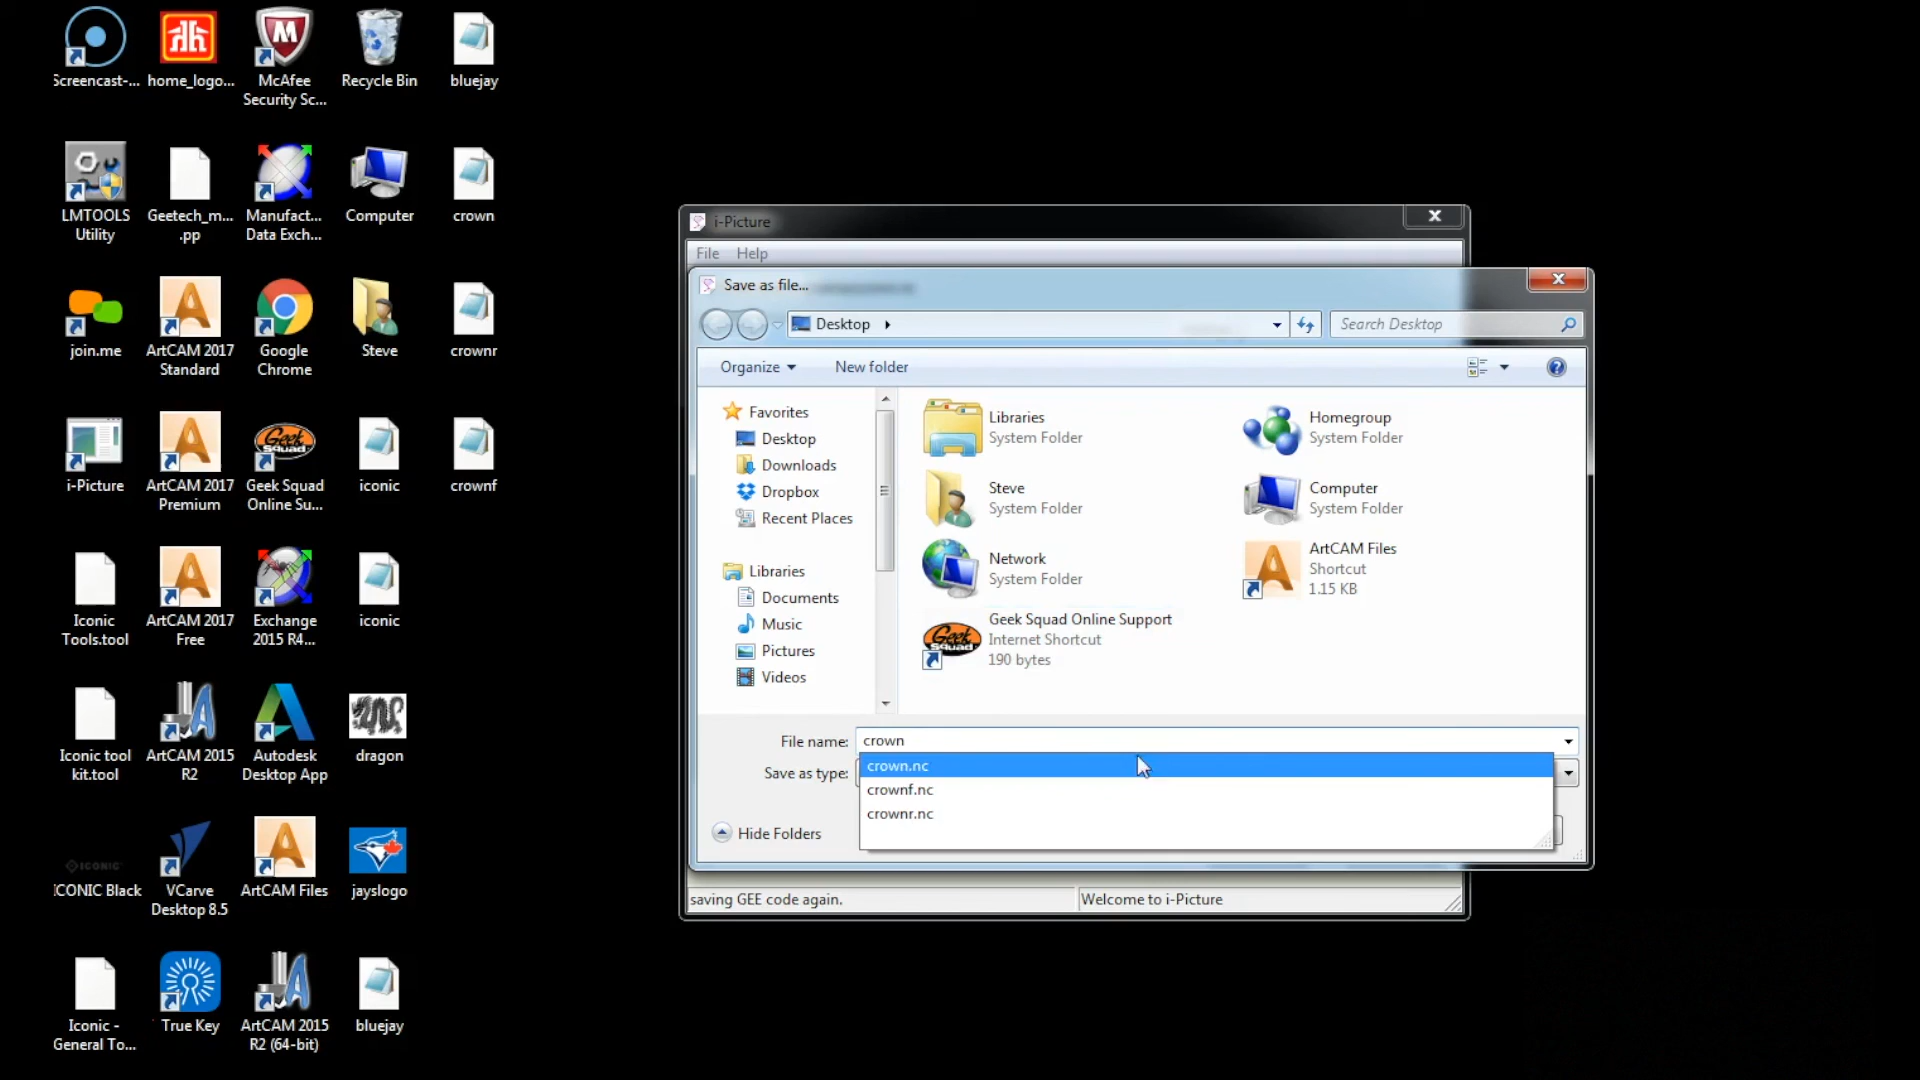 Screencast-...
home_logo...
McAfee
Security Sc...
Recycle Bin
bluejay
LMTOOLS
Utility
Geetech_m...
.pp
Manufact...
Data Exch...
Computer
crown
join.me
ArtCAM 2017
Standard
Google
Chrome
Steve
crownr
i-Picture
ArtCAM 2017
Premium
Geek Squad
Online Su...
iconic
crownf
Iconic
Tools.tool
ArtCAM 2017
Free
Exchange
2015 R4...
iconic
Iconic tool
kit.tool
ArtCAM 2015
R2
Autodesk
Desktop App
dragon
ICONIC
ICONIC Black
VCarve
Desktop 8.5
ArtCAM Files
jayslogo
Iconic -
General To...
True Key
ArtCAM 2015
R2 (64-bit)
bluejay
i-Picture
File Help
Save as file...
Desktop
Search Desktop
Organize
New folder
Favorites
Desktop
Downloads
Dropbox
Recent Places
Libraries
Documents
Music
Pictures
Videos
Libraries
System Folder
Homegroup
System Folder
Steve
System Folder
Computer
System Folder
Network
System Folder
ArtCAM Files
Shortcut
1.15 KB
Geek Squad
Geek Squad Online Support
Internet Shortcut
190 bytes
File name: crown
Save as type:
crown.nc
crownf.nc
crownr.nc
Hide Folders
saving GEE code again.
Welcome to i-Picture